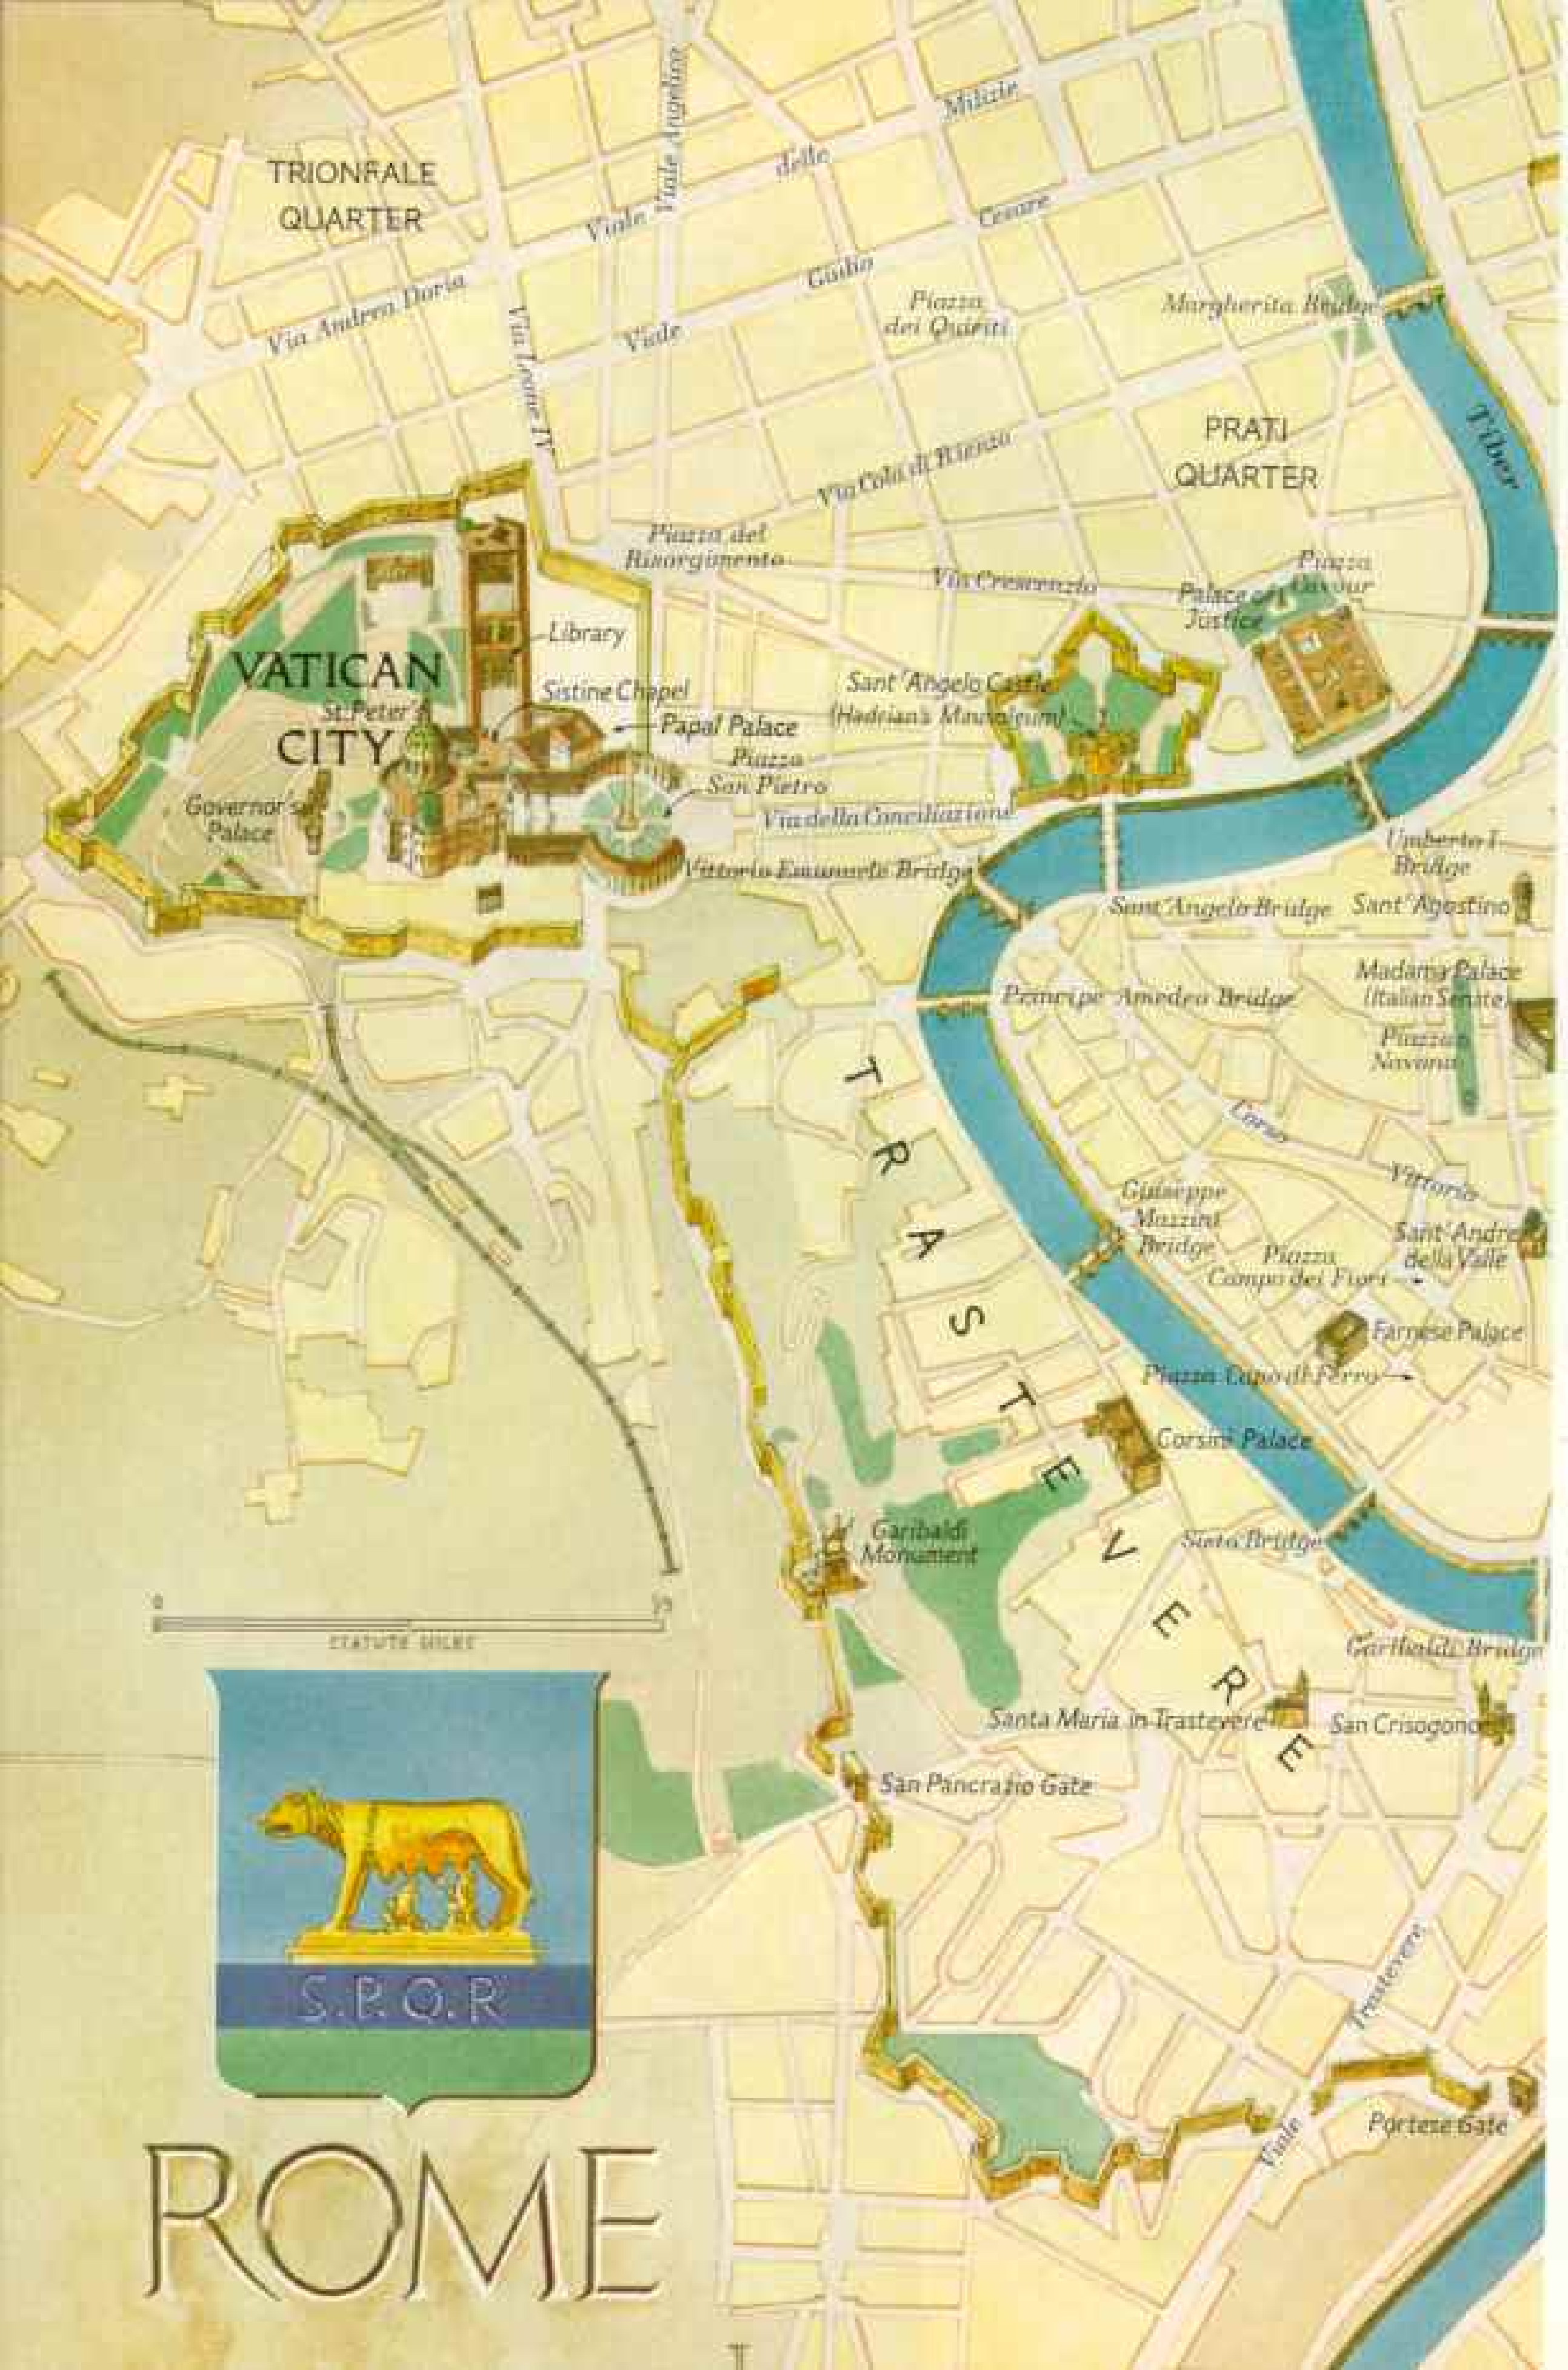 Milizie
delle
Viale
Viale Angelico
TRIONFALE
QUARTER
Cesare
Giulio
Viale
Via Andrea Doria
Via Leone IV
Piazza
dei Quiriti
Margherita Bridge
Tiber
PRATI
QUARTER
Via Cola di Rienzo
Piazza del
Risorgimento
Via Crescenzio
Piazza
Cavour
Palace of
Justice
Library
VATICAN
CITY
St. Peter's
Sistine Chapel
Papal Palace
Piazza
San Pietro
Sant'Angelo Castle
(Hadrian's Mausoleum)
Governor's
Palace
Via della Conciliazione
Vittorio Emanuele Bridge
Umberto I
Bridge
Sant'Angelo Bridge
Sant'Agostino
Madama Palace
(Italian Senate)
Principe Amedeo Bridge
Piazza
Navona
TRASTEVERE
Corso
Vittorio
Giuseppe
Mazzini
Bridge
Sant'Andre
della Valle
Piazza
Campo dei Fiori
Farnese Palace
Piazza Capo di Ferro
Corsini Palace
Garibaldi
Monument
Sisto Bridge
Garibaldi Bridge
Santa Maria in Trastevere
San Crisogono
San Pancrazio Gate
0
.25
STATUTE MILES
S.P.Q.R
Viale
Trastevere
Portese Gate
ROME